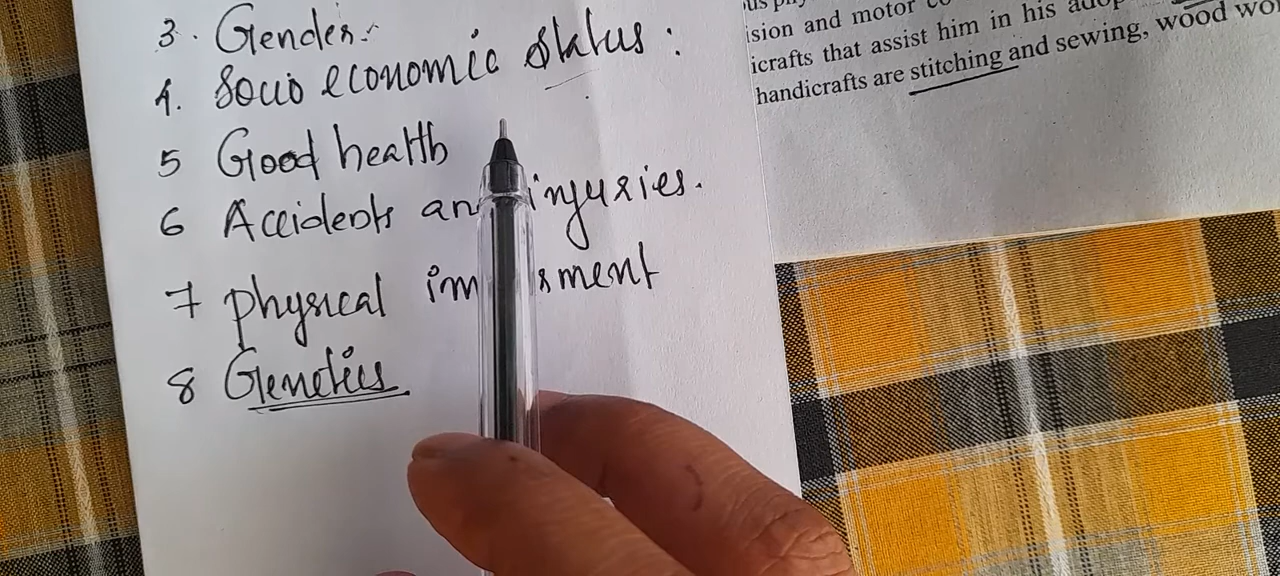 3. Gender.
4. Socio economic status :
5 Good health
6 Accidents and injuries.
7 physical
8 Genetics
ision and motor
icrafts that assist him in his
handicrafts are stitching and sewing, wood